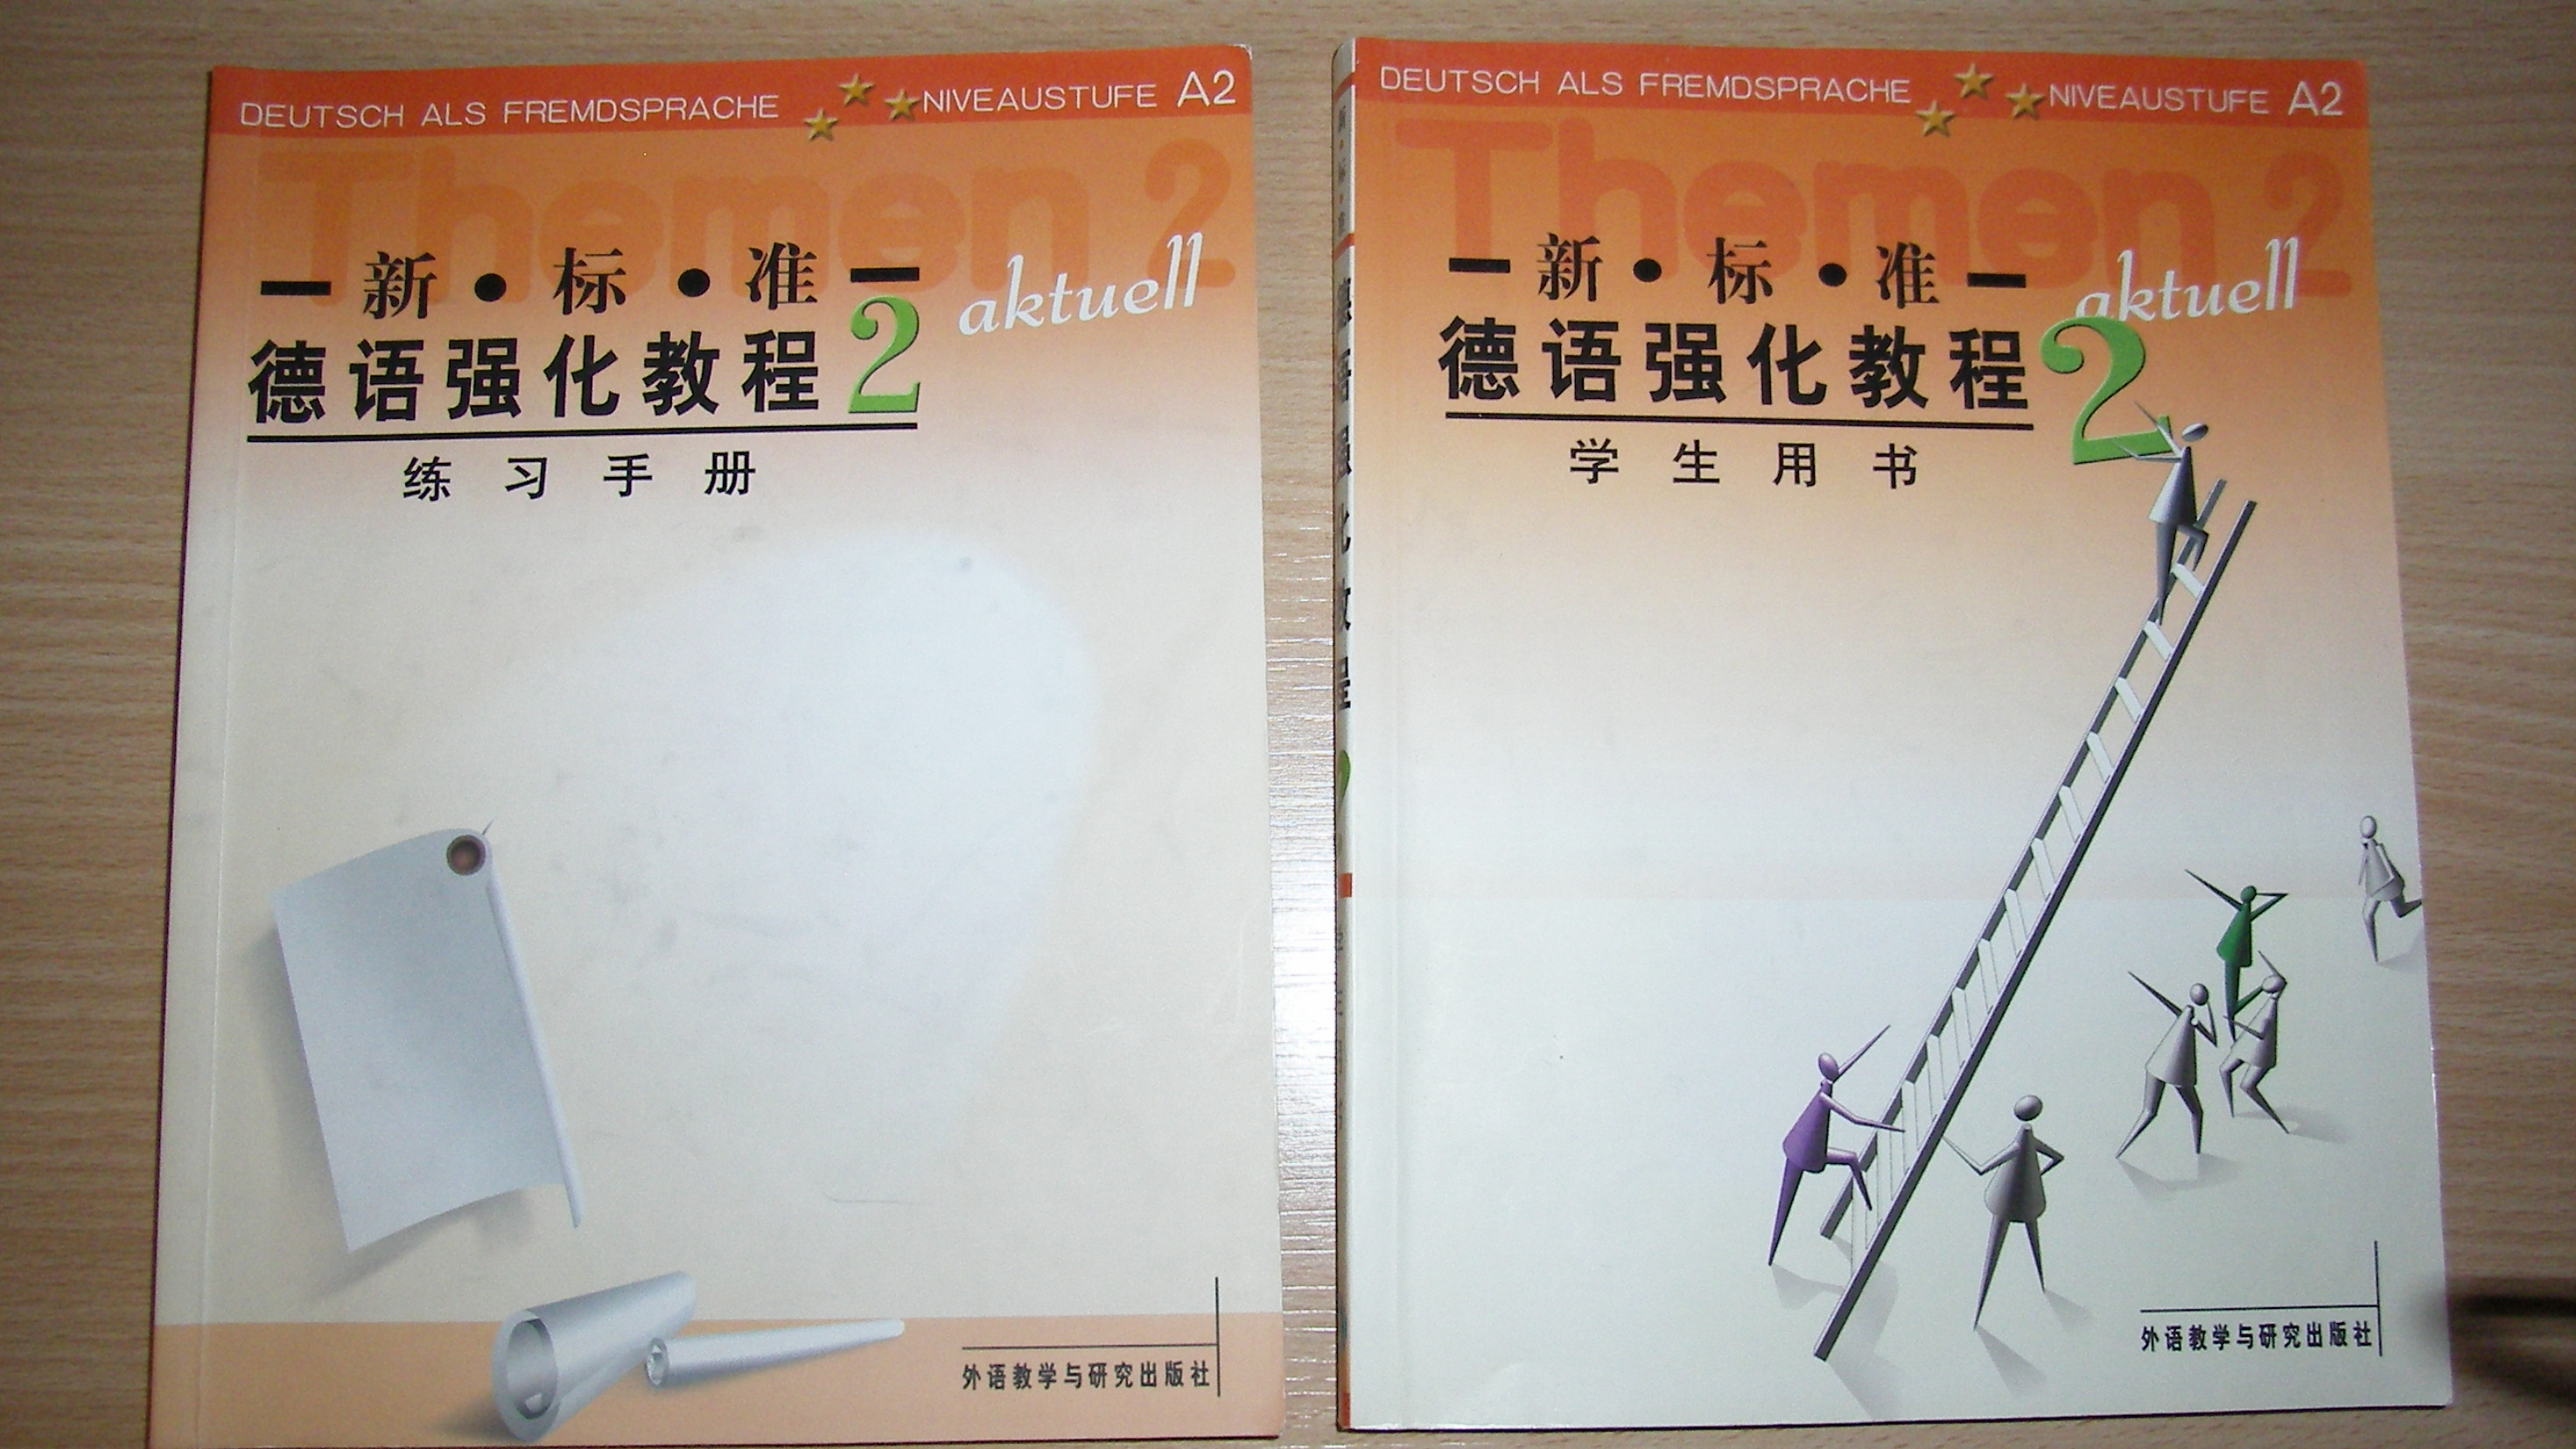 DEUTSCH ALS FREMDSPRACHE NIVEAUSTUFE A2
Themen 2
aktuell
新·标·准
德语强化教程 2
练习手册
外语教学与研究出版社
DEUTSCH ALS FREMDSPRACHE NIVEAUSTUFE A2
Themen 2
aktuell
新·标·准
德语强化教程 2
学生用书
外语教学与研究出版社